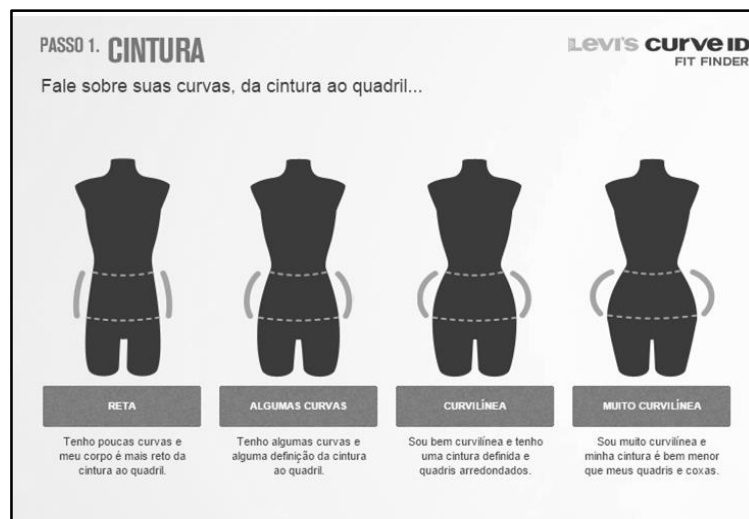 PASSO 1. CINTURA
LEVI'S CURVE ID
FIT FINDER
Fale sobre suas curvas, da cintura ao quadril...
RETA
Tenho poucas curvas e
meu corpo é mais reto da
cintura ao quadril.
ALGUMAS CURVAS
Tenho algumas curvas e
alguma definição da cintura
ao quadril.
CURVILÍNEA
Sou bem curvilínea e tenho
uma cintura definida e
quadris arredondados.
MUITO CURVILÍNEA
Sou muito curvilínea e
minha cintura é bem menor
que meus quadris e coxas.